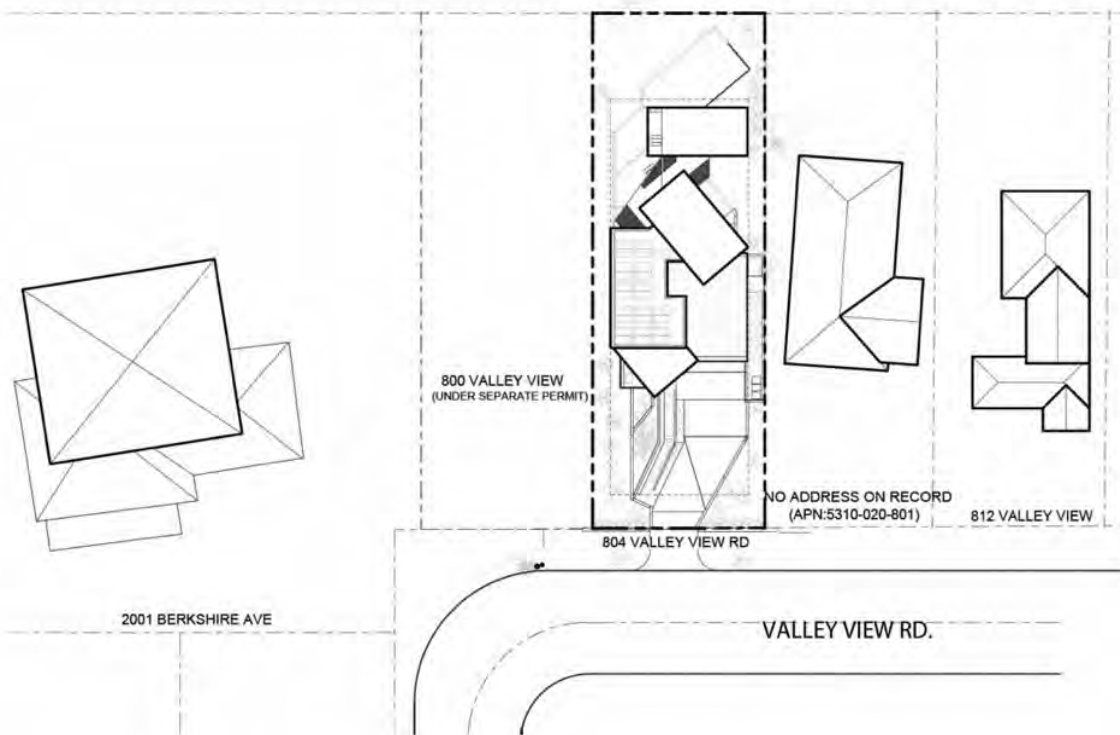 800 VALLEY VIEW
(UNDER SEPARATE PERMIT)
NO ADDRESS ON RECORD
(APN:5310-020-801)
812 VALLEY VIEW
804 VALLEY VIEW RD
2001 BERKSHIRE AVE
VALLEY VIEW RD.